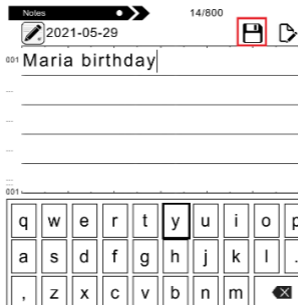 Notes 14/800
2021-05-29
001 Maria birthday
001
q w e r t y u i o p
a s d f g h j k l .
, z x c v b n m